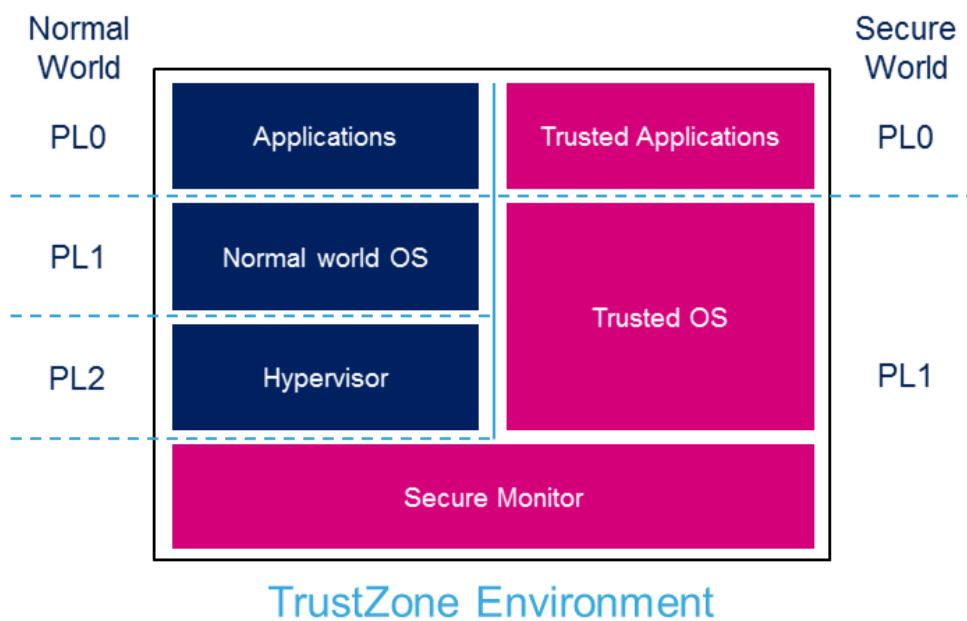 Normal
World
Secure
World
PL0
Applications
Trusted Applications
PL0
PL1
Normal world OS
Trusted OS
PL2
Hypervisor
PL1
Secure Monitor
TrustZone Environment